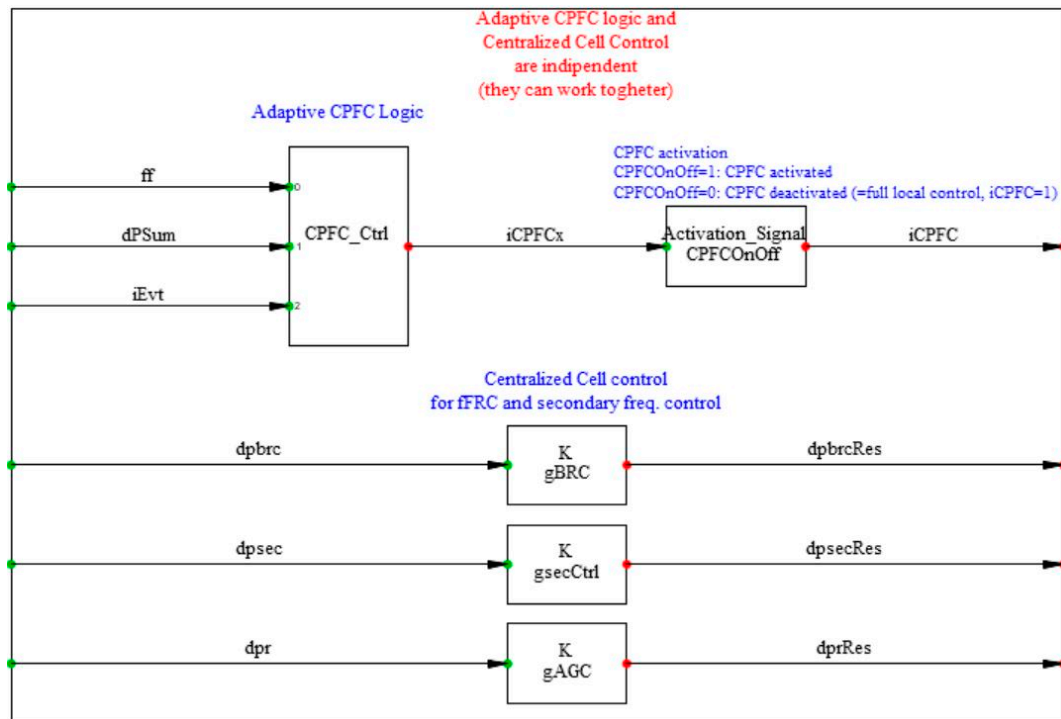 Adaptive CPFC logic and
Centralized Cell Control
are indipendent
(they can work togheter)
Adaptive CPFC Logic
CPFC activation
CPFCOnOff=1: CPFC activated
CPFCOnOff=0: CPFC deactivated (=full local control, iCPFC=1)
ff
0
dPSum
1
CPFC_Ctrl
iCPFCx
Activation_Signal
CPFCOnOff
iCPFC
iEvt
2
Centralized Cell control
for fFRC and secondary freq. control
dpbrc
K
gBRC
dpbrcRes
dpsec
K
gsecCtrl
dpsecRes
dpr
K
gAGC
dprRes